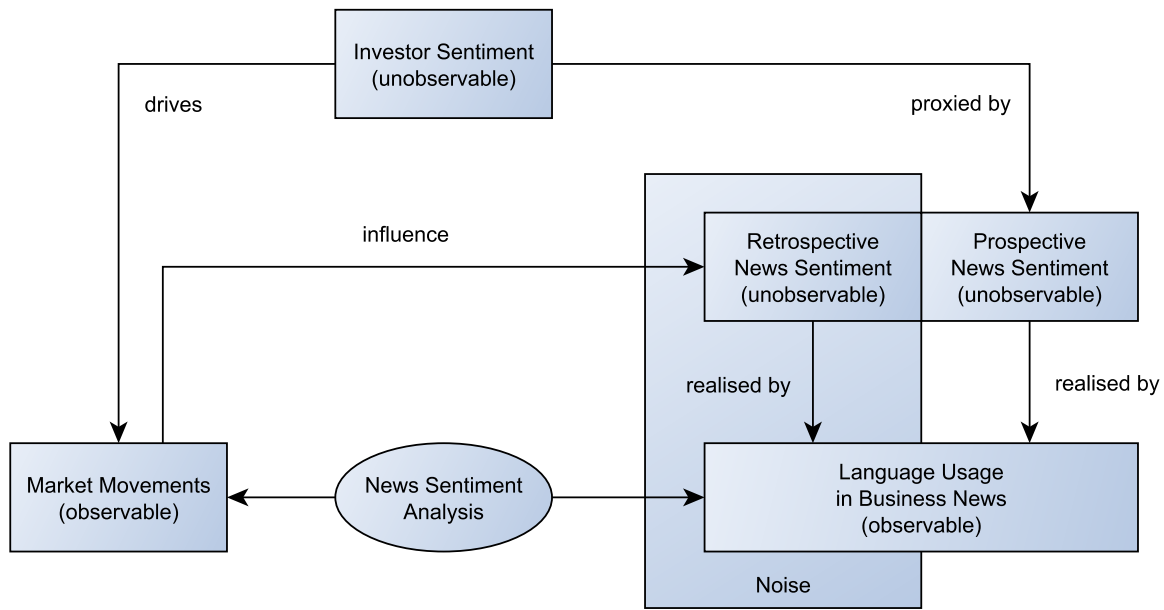 Investor Sentiment
(unobservable)
drives
proxied by
influence
Retrospective
News Sentiment
(unobservable)
Prospective
News Sentiment
(unobservable)
realised by
realised by
Market Movements
(observable)
News Sentiment
Analysis
Language Usage
in Business News
(observable)
Noise